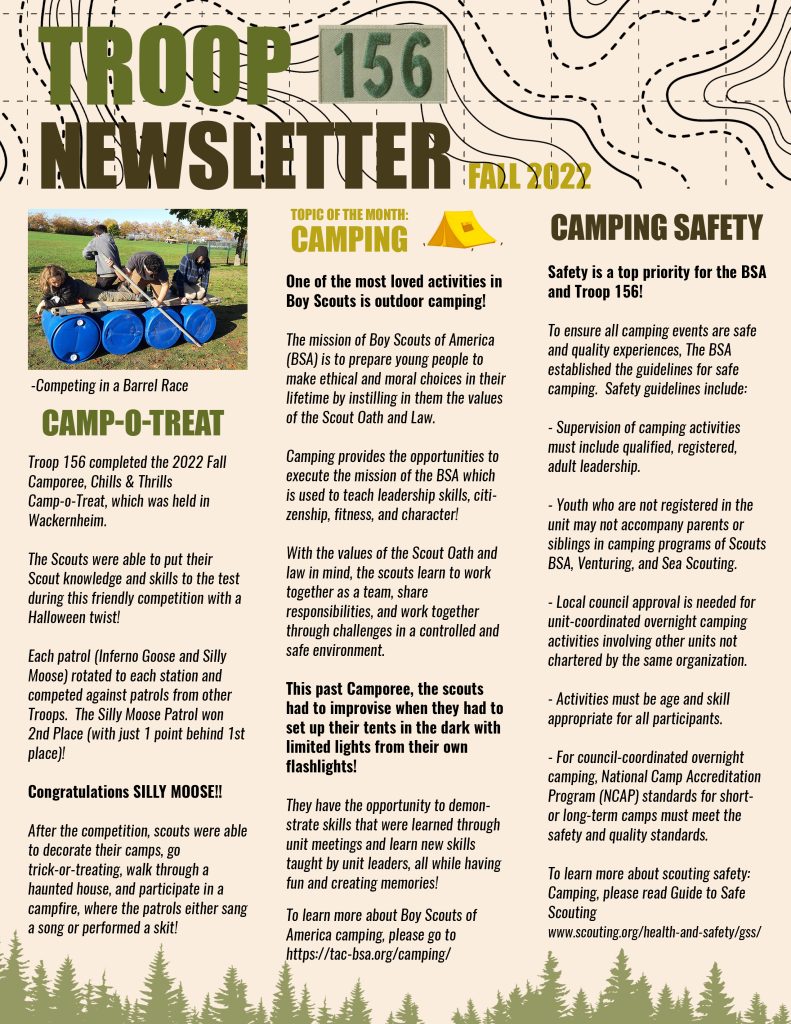 TROOP 156
NEWSLETTER FALL 2022
-Competing in a Barrel Race
CAMP-O-TREAT
Troop 156 completed the 2022 Fall
Camporee, Chills & Thrills
Camp-o-Treat, which was held in
Wackernheim.
The Scouts were able to put their
Scout knowledge and skills to the test
during this friendly competition with a
Halloween twist!
Each patrol (Inferno Goose and Silly
Moose) rotated to each station and
competed against patrols from other
Troops.  The Silly Moose Patrol won
2nd Place (with just 1 point behind 1st
place)!
Congratulations SILLY MOOSE!!
After the competition, scouts were able
to decorate their camps, go
trick-or-treating, walk through a
haunted house, and participate in a
campfire, where the patrols either sang
a song or performed a skit!
TOPIC OF THE MONTH:
CAMPING
One of the most loved activities in
Boy Scouts is outdoor camping!
The mission of Boy Scouts of America
(BSA) is to prepare young people to
make ethical and moral choices in their
lifetime by instilling in them the values
of the Scout Oath and Law.
Camping provides the opportunities to
execute the mission of the BSA which
is used to teach leadership skills, citi-
zenship, fitness, and character!
With the values of the Scout Oath and
law in mind, the scouts learn to work
together as a team, share
responsibilities, and work together
through challenges in a controlled and
safe environment.
This past Camporee, the scouts
had to improvise when they had to
set up their tents in the dark with
limited lights from their own
flashlights!
They have the opportunity to demon-
strate skills that were learned through
unit meetings and learn new skills
taught by unit leaders, all while having
fun and creating memories!
To learn more about Boy Scouts of
America camping, please go to
https://tac-bsa.org/camping/
CAMPING SAFETY
Safety is a top priority for the BSA
and Troop 156!
To ensure all camping events are safe
and quality experiences, The BSA
established the guidelines for safe
camping.  Safety guidelines include:
- Supervision of camping activities
must include qualified, registered,
adult leadership.
- Youth who are not registered in the
unit may not accompany parents or
siblings in camping programs of Scouts
BSA, Venturing, and Sea Scouting.
- Local council approval is needed for
unit-coordinated overnight camping
activities involving other units not
chartered by the same organization.
- Activities must be age and skill
appropriate for all participants.
- For council-coordinated overnight
camping, National Camp Accreditation
Program (NCAP) standards for short-
or long-term camps must meet the
safety and quality standards.
To learn more about scouting safety:
Camping, please read Guide to Safe
Scouting
www.scouting.org/health-and-safety/gss/